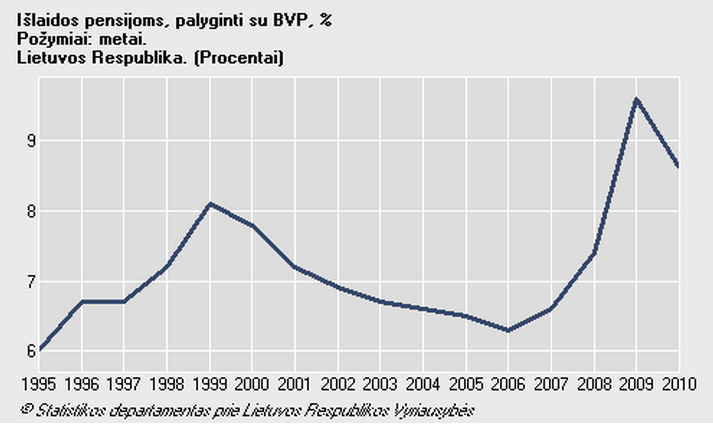 Išlaidos pensijoms, palyginti su BVP, %
Požymiai: metai.
Lietuvos Respublika. (Procentai)
9
8
7
6
1995 1996 1997 1998 1999 2000 2001 2002 2003 2004 2005 2006 2007 2008 2009 2010
© Statistikos departamentas prie Lietuvos Respublikos Vyriausybės